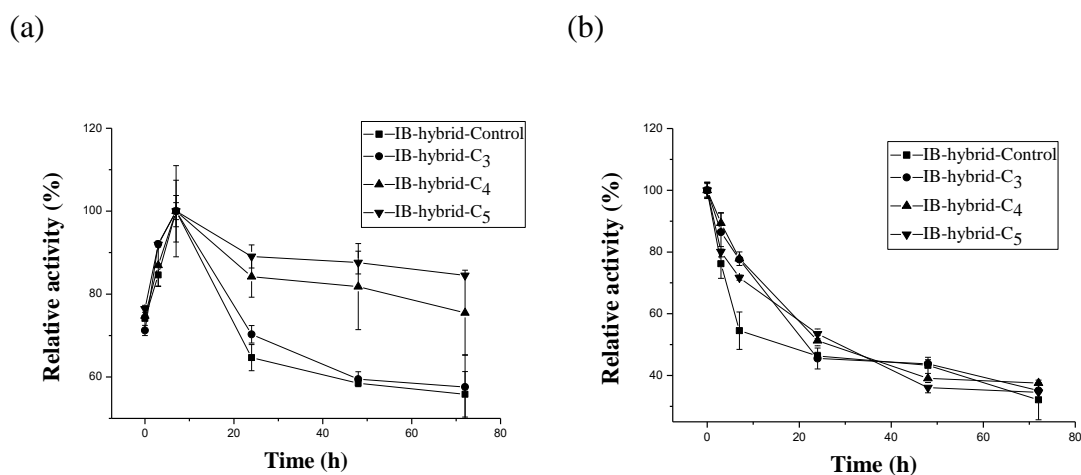 (a)
(b)
IB-hybrid-Control
IB-hybrid-C3
IB-hybrid-C4
IB-hybrid-C5
Relative activity (%)
120
100
80
60
0
20
40
60
80
Time (h)
IB-hybrid-Control
IB-hybrid-C3
IB-hybrid-C4
IB-hybrid-C5
Relative activity (%)
120
100
80
60
40
0
20
40
60
80
Time (h)